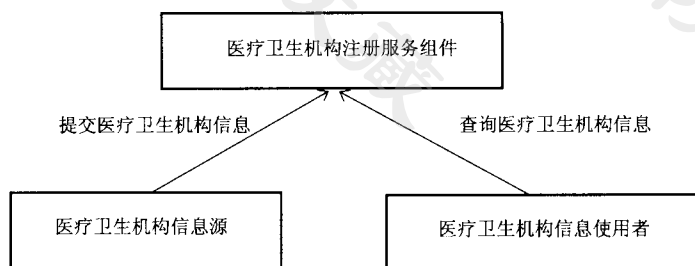 医疗卫生机构注册服务组件
提交医疗卫生机构信息
查询医疗卫生机构信息
医疗卫生机构信息源
医疗卫生机构信息使用者